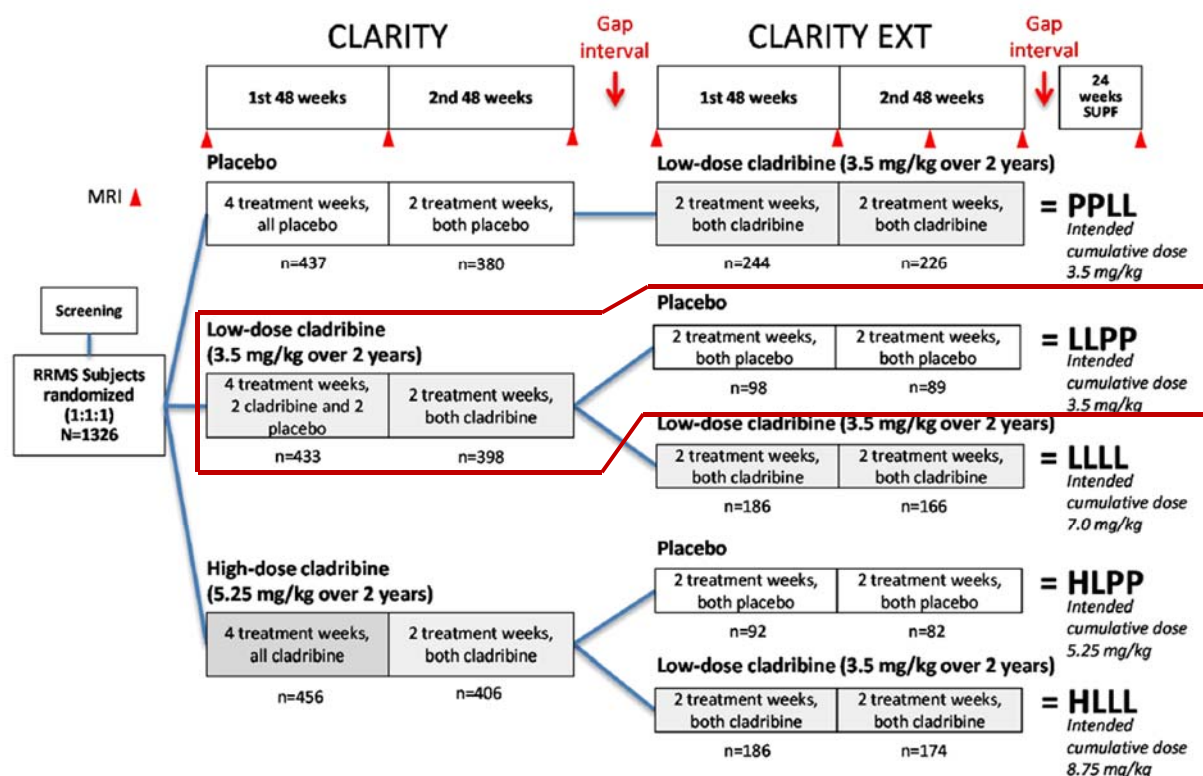 CLARITY
Gap
interval
CLARITY EXT
Gap
interval
1st 48 weeks
2nd 48 weeks
1st 48 weeks
2nd 48 weeks
24
weeks
SUPF
MRI
Placebo
4 treatment weeks,
all placebo
2 treatment weeks,
both placebo
n=437
n=380
Low-dose cladribine (3.5 mg/kg over 2 years)
2 treatment weeks,
both cladribine
2 treatment weeks,
both cladribine
n=244
n=226
= PPLL
Intended
cumulative dose
3.5 mg/kg
Screening
RRMS Subjects
randomized
(1:1:1)
N=1326
Low-dose cladribine
(3.5 mg/kg over 2 years)
4 treatment weeks,
2 cladribine and 2
placebo
2 treatment weeks,
both cladribine
n=433
n=398
Placebo
2 treatment weeks,
both placebo
2 treatment weeks,
both placebo
n=98
n=89
= LLPP
Intended
cumulative dose
3.5 mg/kg
Low-dose cladribine (3.5 mg/kg over 2 years)
2 treatment weeks,
both cladribine
2 treatment weeks,
both cladribine
n=186
n=166
= LLLL
Intended
cumulative dose
7.0 mg/kg
High-dose cladribine
(5.25 mg/kg over 2 years)
4 treatment weeks,
all cladribine
2 treatment weeks,
both cladribine
n=456
n=406
Placebo
2 treatment weeks,
both placebo
2 treatment weeks,
both placebo
n=92
n=82
= HLPP
Intended
cumulative dose
5.25 mg/kg
Low-dose cladribine (3.5 mg/kg over 2 years)
2 treatment weeks,
both cladribine
2 treatment weeks,
both cladribine
n=186
n=174
= HLLL
Intended
cumulative dose
8.75 mg/kg